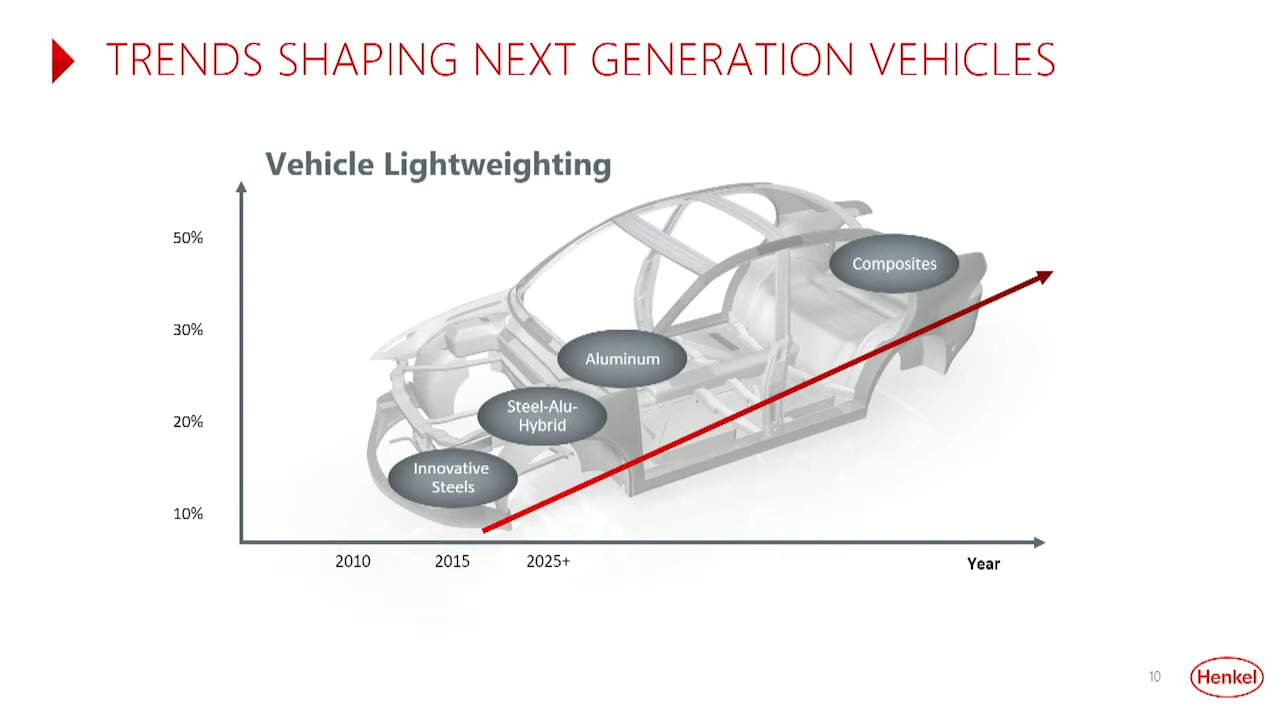 TRENDS SHAPING NEXT GENERATION VEHICLES
Vehicle Lightweighting
50%
30%
20%
10%
Composites
Aluminum
Steel-Alu-
Hybrid
Innovative
Steels
2010
2015
2025+
Year
10
Henkel